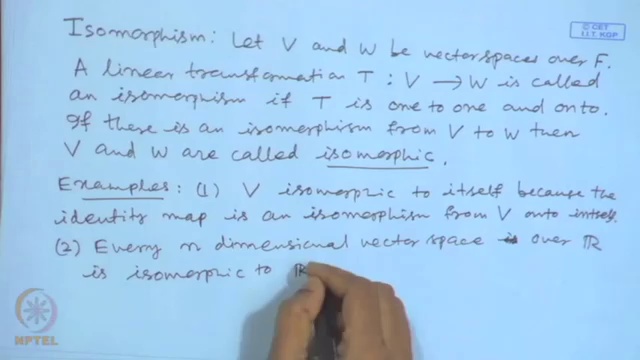 © CET
I.I.T. KGP
Isomorphism: Let V and W be vector spaces over F.
A linear transformation T : V → W is called
an isomorphism if T is one to one and onto.
If there is an isomorphism from V to W then
V and W are called isomorphic.
Examples: (1) V isomorphic to itself because the
identity map is an isomorphism from V onto intself.
(2) Every n dimensional vector space is over ℝ
is isomorphic to ℝ
NPTEL